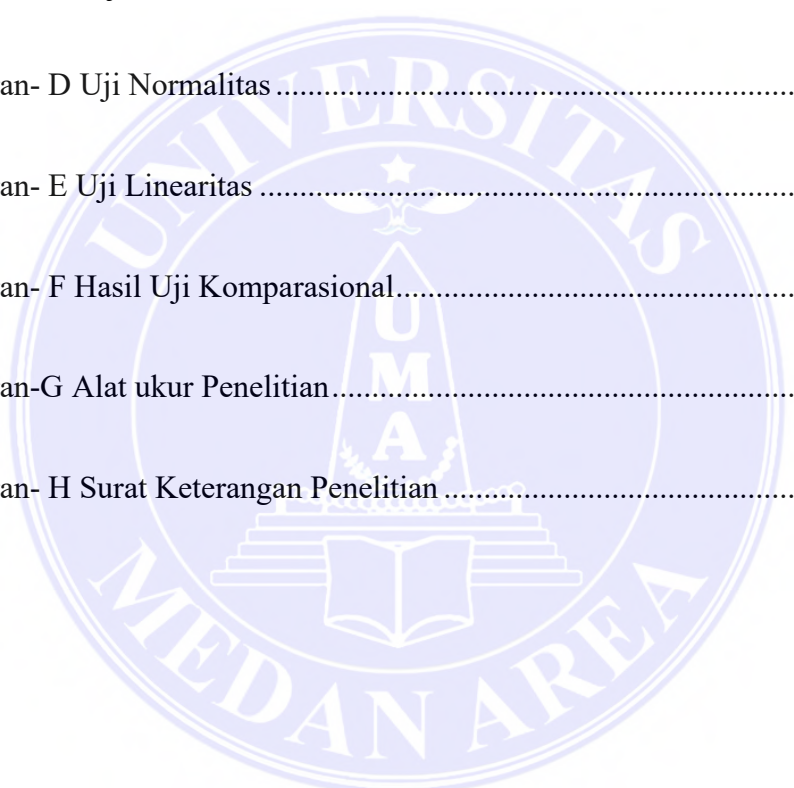 an- D Uji Normalitas ................................................................
an- E Uji Linearitas ..................................................................
an- F Hasil Uji Komparasional.................................................
an-G Alat ukur Penelitian.........................................................
an- H Surat Keterangan Penelitian ...........................................
UNIVERSITAS
UMA
MEDAN AREA